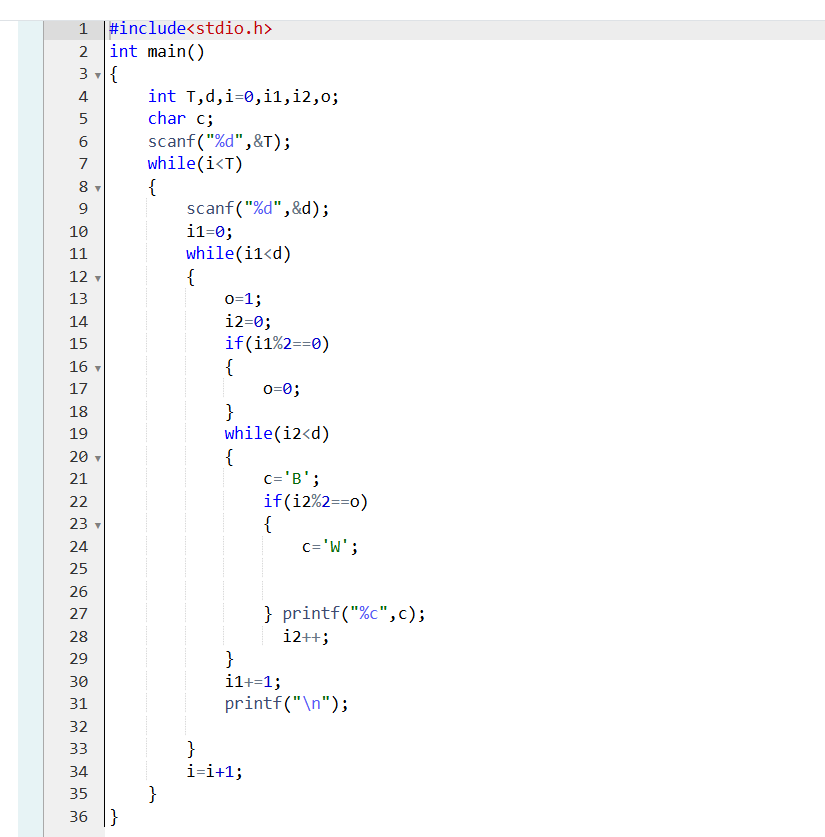 1 #include<stdio.h>
2 int main()
3 {
4     int T,d,i=0,i1,i2,o;
5     char c;
6     scanf("%d",&T);
7     while(i<T)
8     {
9         scanf("%d",&d);
10         i1=0;
11         while(i1<d)
12         {
13             o=1;
14             i2=0;
15             if(i1%2==0)
16             {
17                 o=0;
18             }
19             while(i2<d)
20             {
21                 c='B';
22                 if(i2%2==o)
23                 {
24                     c='W';
25
26
27                 } printf("%c",c);
28                   i2++;
29             }
30             i1+=1;
31             printf("\n");
32
33         }
34         i=i+1;
35     }
36 }